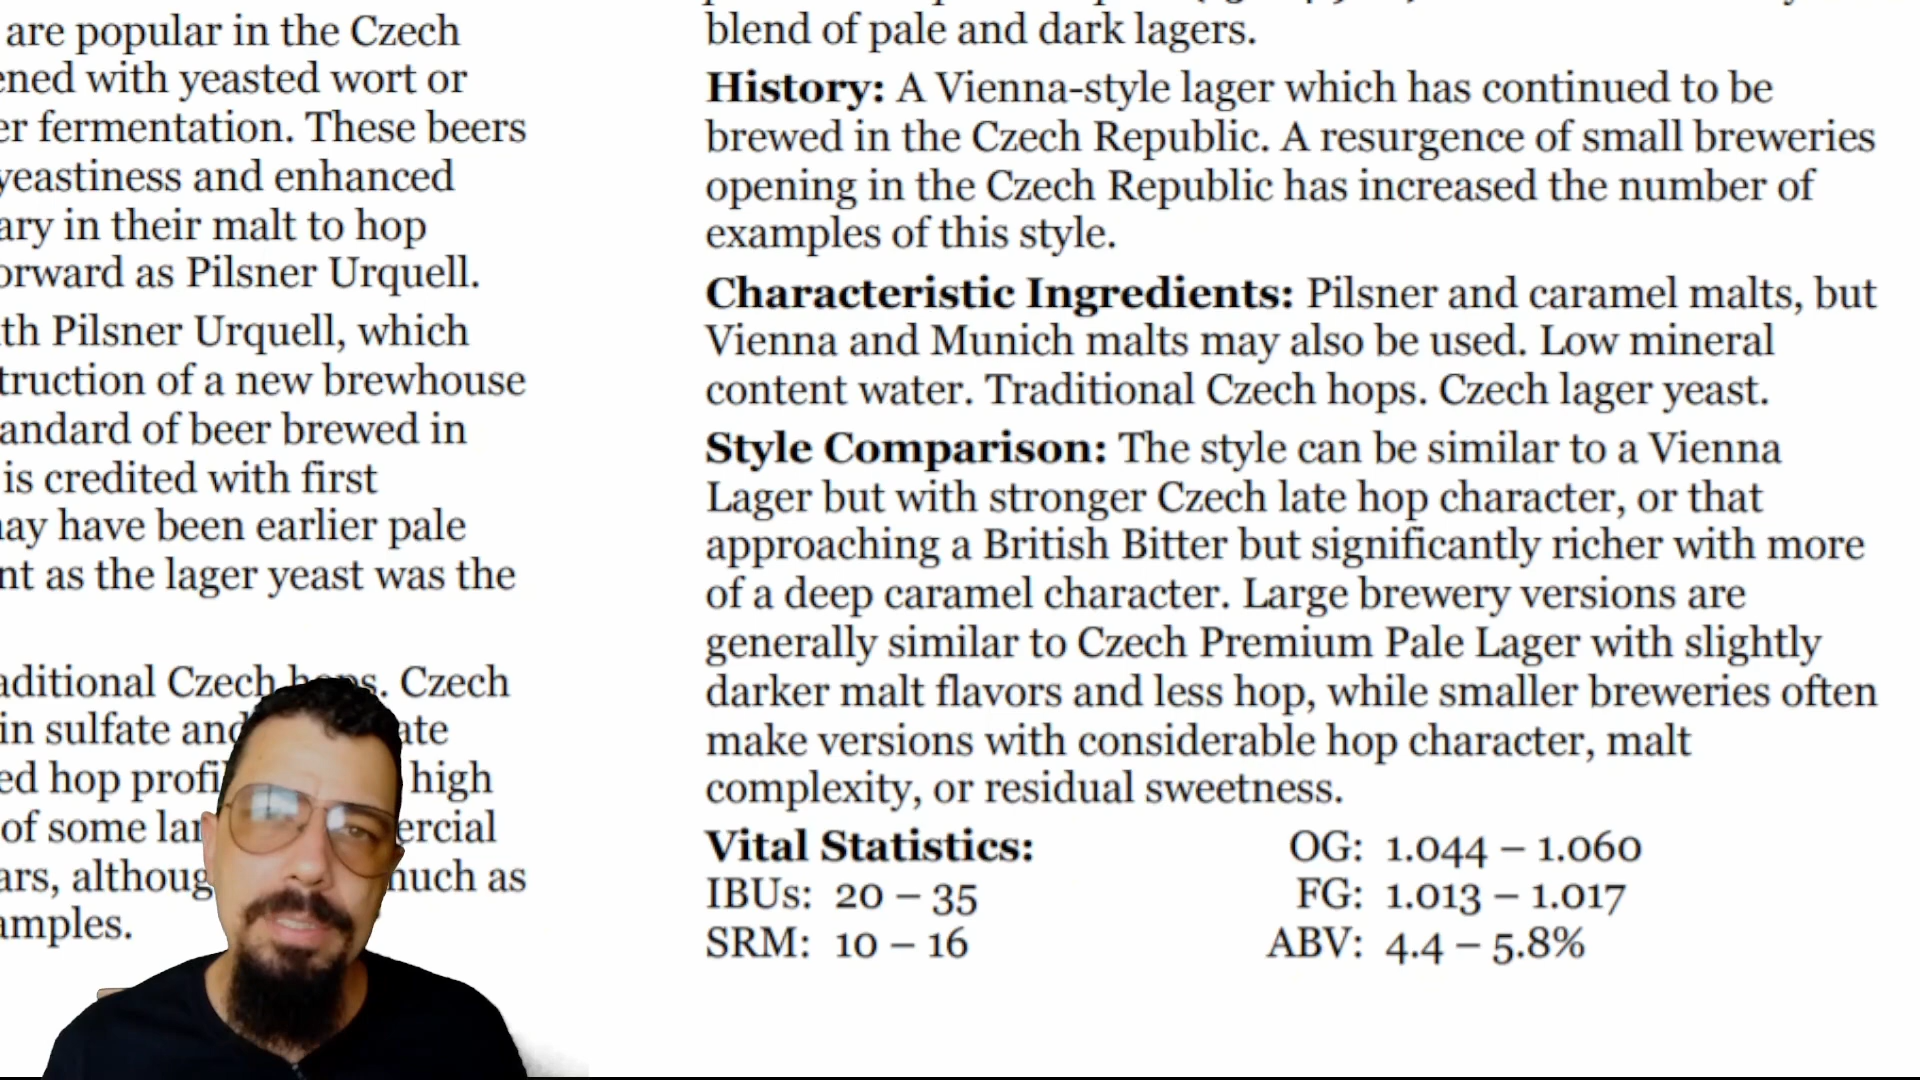 are popular in the Czech
ened with yeasted wort or
er fermentation. These beers
yeastiness and enhanced
ary in their malt to hop
orward as Pilsner Urquell.
th Pilsner Urquell, which
truction of a new brewhouse
andard of beer brewed in
is credited with first
may have been earlier pale
nt as the lager yeast was the
aditional Czech hops. Czech
in sulfate and ate
ed hop profi high
of some lar ercial
ars, althoug much as
amples.
blend of pale and dark lagers.
History: A Vienna-style lager which has continued to be
brewed in the Czech Republic. A resurgence of small breweries
opening in the Czech Republic has increased the number of
examples of this style.
Characteristic Ingredients: Pilsner and caramel malts, but
Vienna and Munich malts may also be used. Low mineral
content water. Traditional Czech hops. Czech lager yeast.
Style Comparison: The style can be similar to a Vienna
Lager but with stronger Czech late hop character, or that
approaching a British Bitter but significantly richer with more
of a deep caramel character. Large brewery versions are
generally similar to Czech Premium Pale Lager with slightly
darker malt flavors and less hop, while smaller breweries often
make versions with considerable hop character, malt
complexity, or residual sweetness.
Vital Statistics: OG: 1.044 – 1.060
IBUs: 20 – 35 FG: 1.013 – 1.017
SRM: 10 – 16 ABV: 4.4 – 5.8%